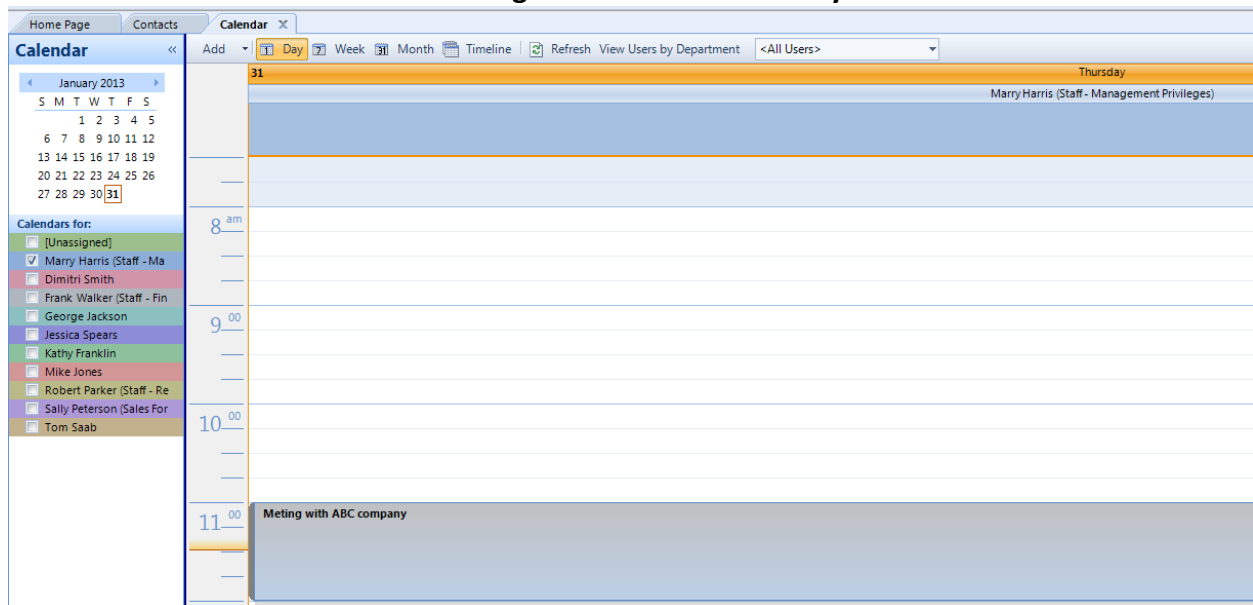 Home Page Contacts Calendar X
Calendar « Add Day Week Month Timeline Refresh View Users by Department <All Users>
31 Thursday
Marry Harris (Staff - Management Privileges)
January 2013
S M T W T F S
1 2 3 4 5
6 7 8 9 10 11 12
13 14 15 16 17 18 19
20 21 22 23 24 25 26
27 28 29 30 31
Calendars for:
[Unassigned]
Marry Harris (Staff - Ma
Dimitri Smith
Frank Walker (Staff - Fin
George Jackson
Jessica Spears
Kathy Franklin
Mike Jones
Robert Parker (Staff - Re
Sally Peterson (Sales For
Tom Saab
8 am
9 00
10 00
11 00
Meting with ABC company